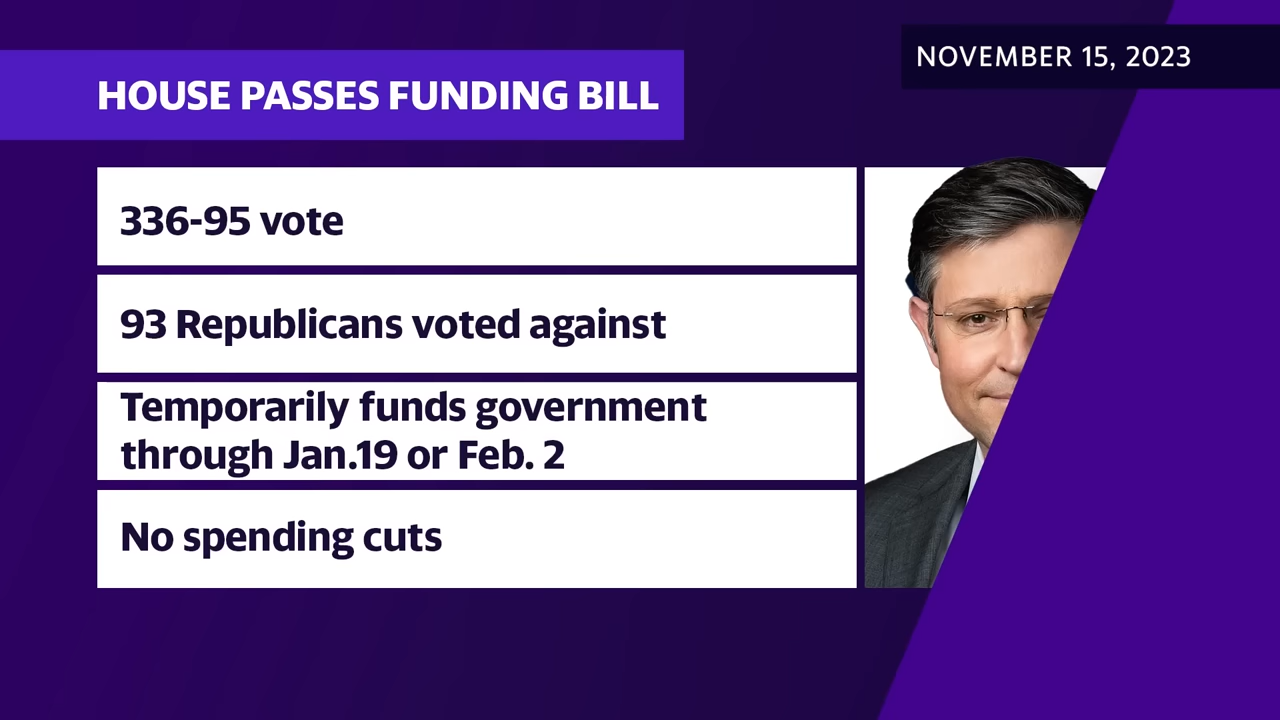 NOVEMBER 15, 2023
HOUSE PASSES FUNDING BILL
336-95 vote
93 Republicans voted against
Temporarily funds government
through Jan.19 or Feb. 2
No spending cuts